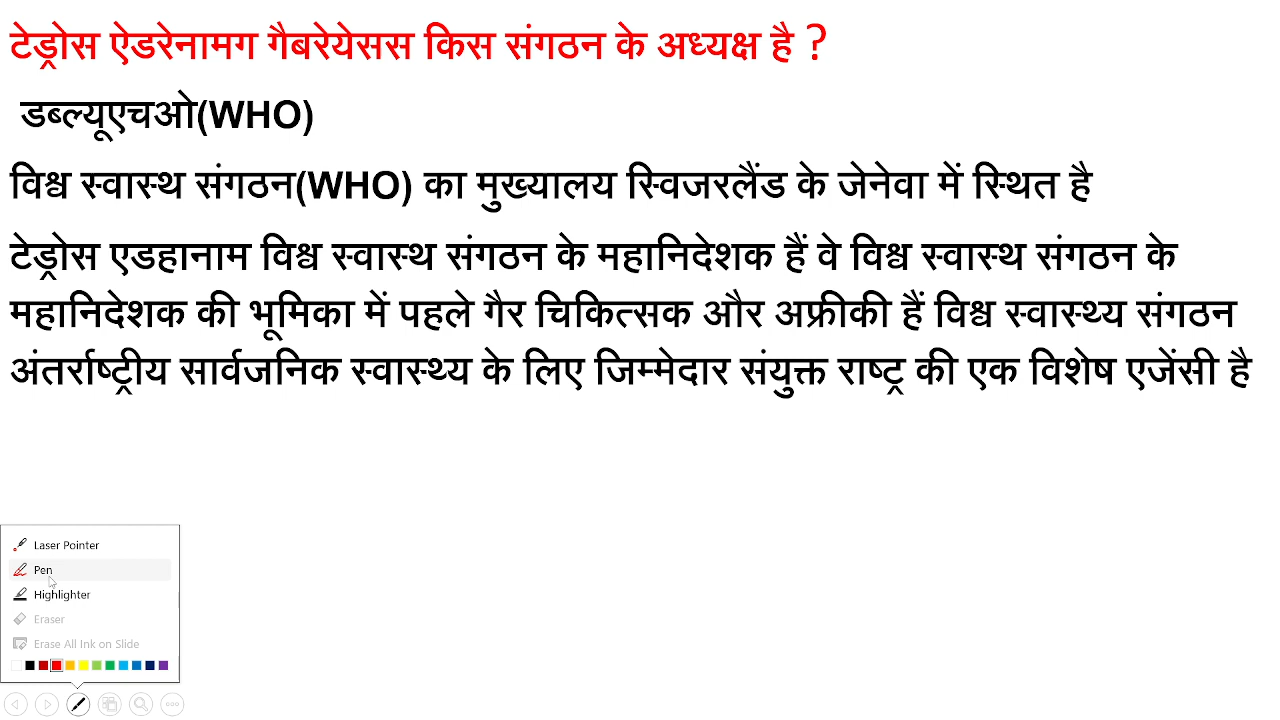 टेड्रोस ऐडरेनामग गैबरेयेसस किस संगठन के अध्यक्ष है ?
डब्ल्यूएचओ(WHO)
विश्व स्वास्थ संगठन(WHO) का मुख्यालय स्विजरलैंड के जेनेवा में स्थित है
टेड्रोस एडहानाम विश्व स्वास्थ संगठन के महानिदेशक हैं वे विश्व स्वास्थ संगठन के
महानिदेशक की भूमिका में पहले गैर चिकित्सक और अफ्रीकी हैं विश्व स्वास्थ्य संगठन
अंतर्राष्ट्रीय सार्वजनिक स्वास्थ्य के लिए जिम्मेदार संयुक्त राष्ट्र की एक विशेष एजेंसी है
Laser Pointer
Pen
Highlighter
Eraser
Erase All Ink on Slide